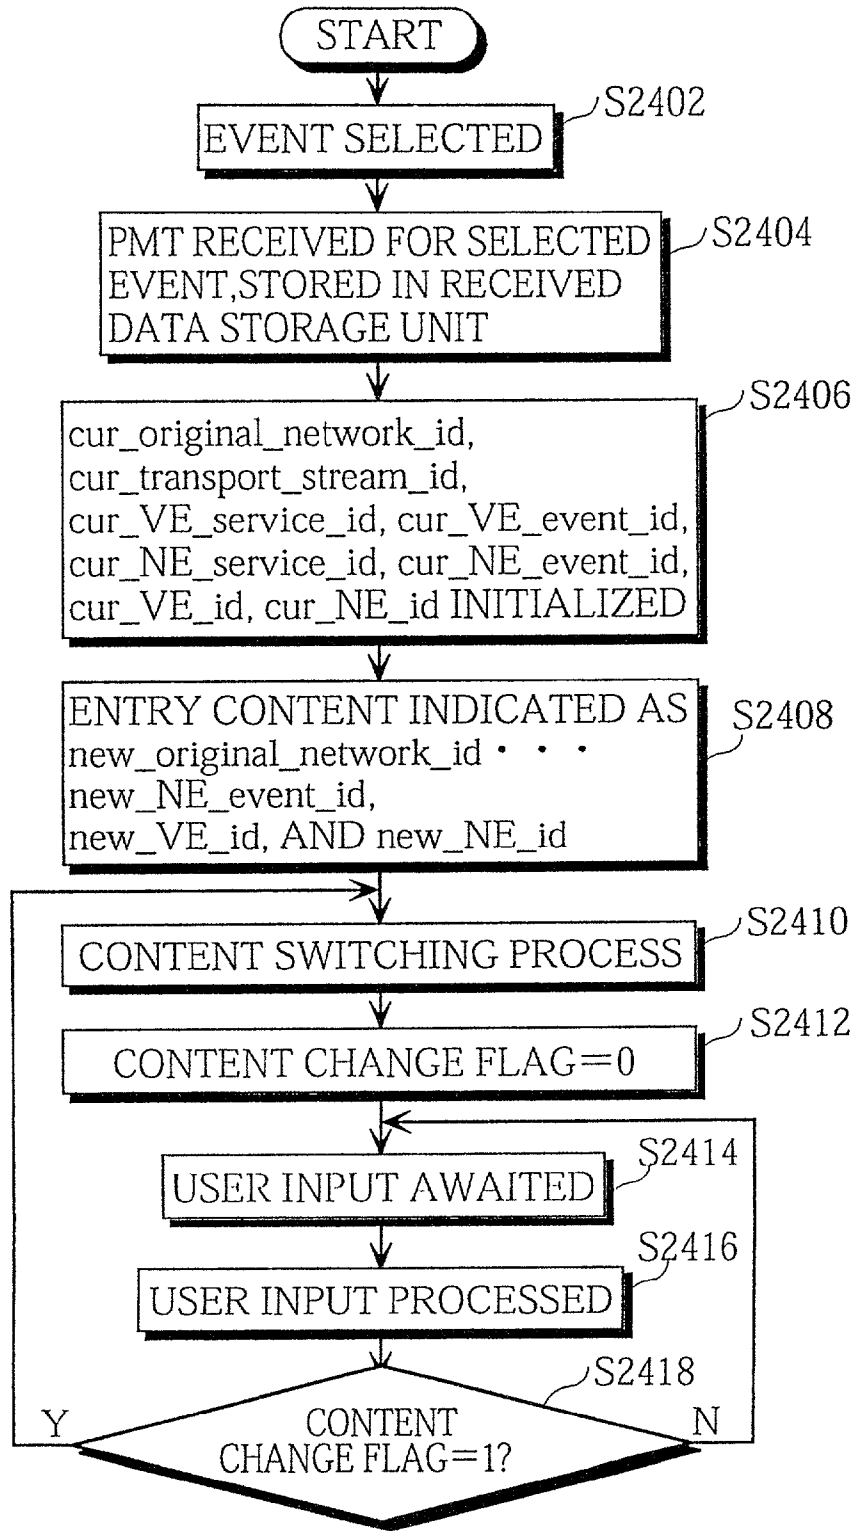 START
S2402
EVENT SELECTED
S2404
PMT RECEIVED FOR SELECTED
EVENT,STORED IN RECEIVED
DATA STORAGE UNIT
S2406
cur_original_network_id,
cur_transport_stream_id,
cur_VE_service_id, cur_VE_event_id,
cur_NE_service_id, cur_NE_event_id,
cur_VE_id, cur_NE_id INITIALIZED
S2408
ENTRY CONTENT INDICATED AS
new_original_network_id · · ·
new_NE_event_id,
new_VE_id, AND new_NE_id
S2410
CONTENT SWITCHING PROCESS
S2412
CONTENT CHANGE FLAG=0
S2414
USER INPUT AWAITED
S2416
USER INPUT PROCESSED
S2418
Y
N
CONTENT
CHANGE FLAG=1?